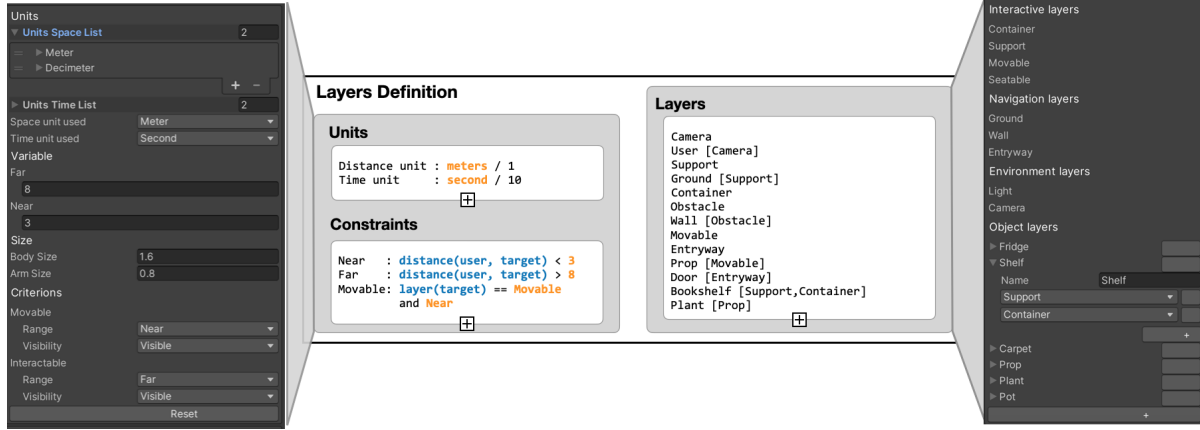 Units
Units Space List 2
= Meter
= Decimeter
+ −
Units Time List 2
Space unit used Meter
Time unit used Second
Variable
Far
8
Near
3
Size
Body Size 1.6
Arm Size 0.8
Criterions
Movable
Range Near
Visibility Visible
Interactable
Range Far
Visibility Visible
Reset
Layers Definition
Units
Distance unit : meters / 1
Time unit : second / 10
+
Constraints
Near : distance(user, target) < 3
Far : distance(user, target) > 8
Movable: layer(target) == Movable
and Near
+
Layers
Camera
User [Camera]
Support
Ground [Support]
Container
Obstacle
Wall [Obstacle]
Movable
Entryway
Prop [Movable]
Door [Entryway]
Bookshelf [Support,Container]
Plant [Prop]
+
Interactive layers
Container
Support
Movable
Seatable
Navigation layers
Ground
Wall
Entryway
Environment layers
Light
Camera
Object layers
Fridge
Shelf
Name Shelf
Support
Container
+
Carpet
Prop
Plant
Pot
+